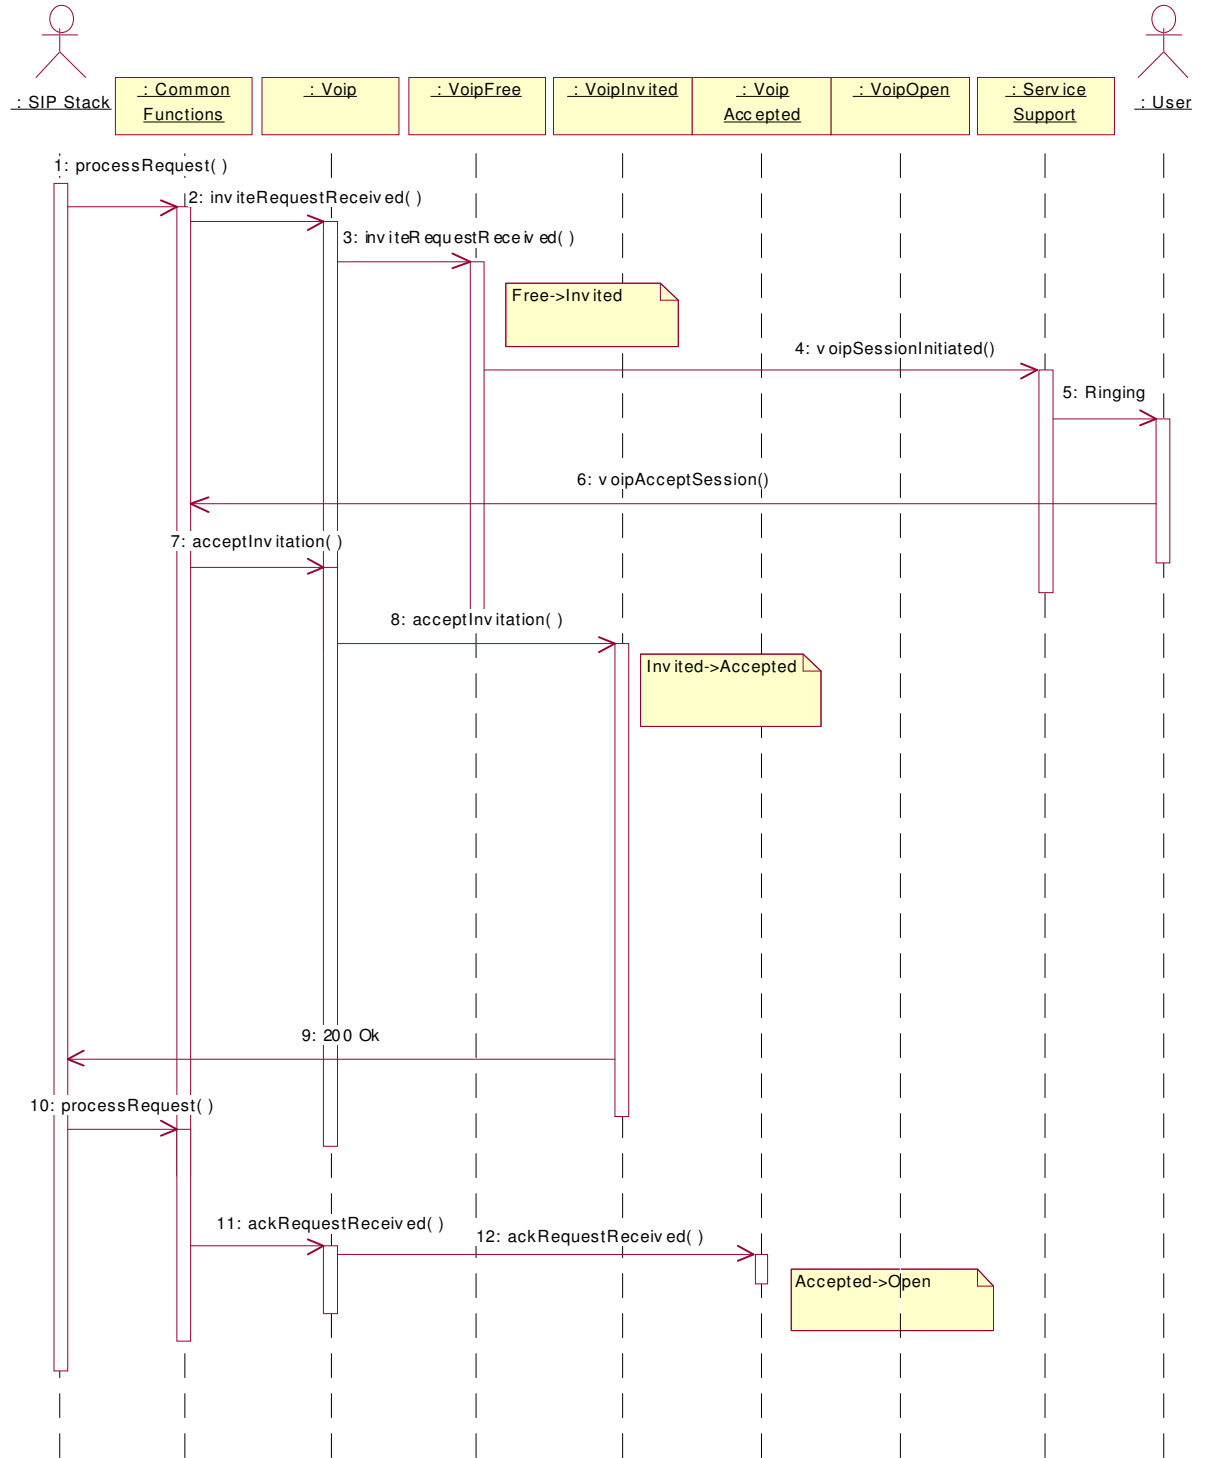 : SIP Stack
: Common
Functions
: Voip
: VoipFree
: VoipInvited
: Voip
Accepted
: VoipOpen
: Service
Support
: User
1: processRequest( )
2: inviteRequestReceived( )
3: inviteRequestReceived( )
Free->Invited
4: voipSessionInitiated()
5: Ringing
6: voipAcceptSession()
7: acceptInvitation( )
8: acceptInvitation( )
Invited->Accepted
9: 200 Ok
10: processRequest( )
11: ackRequestReceived( )
12: ackRequestReceived( )
Accepted->Open